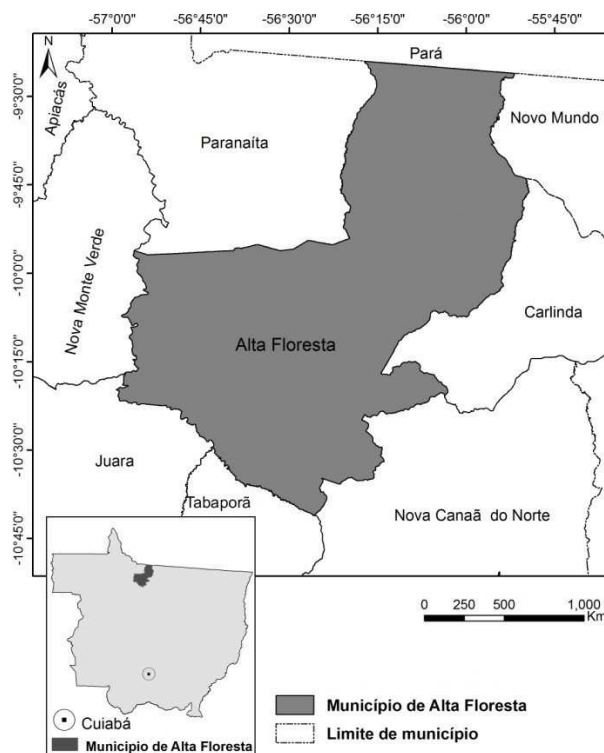 -57°0'0" -56°45'0" -56°30'0" -56°15'0" -56°0'0" -55°45'0"
N
Pará
-9°30'0"
Apiacás
Novo Mundo
Paranaíta
-9°45'0"
Nova Monte Verde
-10°0'0"
Carlinda
Alta Floresta
-10°15'0"
-10°30'0"
Juara
Tabaporã
Nova Canaã do Norte
-10°45'0"
0 250 500 1,000
Km
Cuiabá
Municipio de Alta Floresta
Município de Alta Floresta
Limite de município